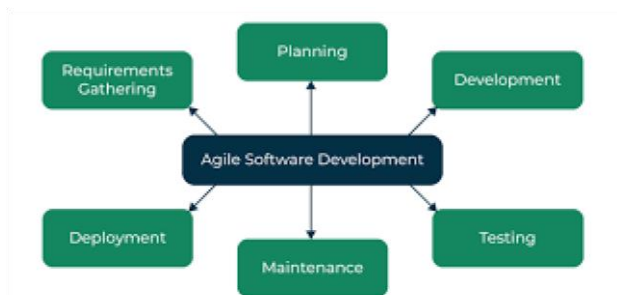 Planning
Requirements
Gathering
Development
Agile Software Development
Deployment
Testing
Maintenance